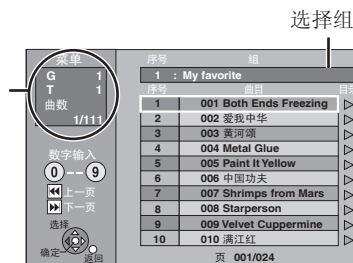 选择组
菜单
G 1
T 1
曲数
1/111
数字输入
0--9
上一页
下一页
选择
确定
返回
序号 组
1 : My favorite
序号 曲目 目录
1 001 Both Ends Freezing
2 002 爱我中华
3 003 黄河颂
4 004 Metal Glue
5 005 Paint It Yellow
6 006 中国功夫
7 007 Shrimps from Mars
8 008 Starperson
9 009 Velvet Cuppermine
10 010 满江红
页 001/024